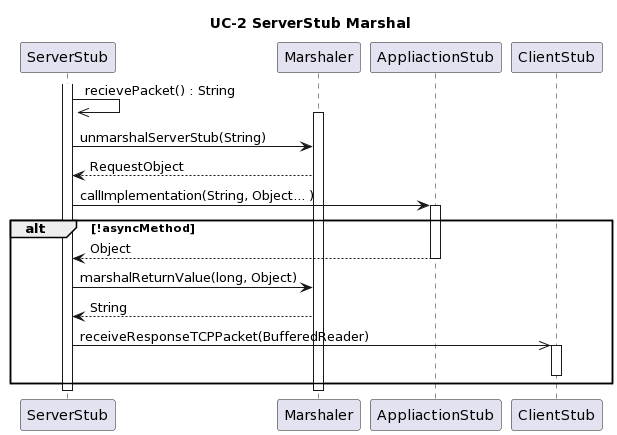 UC-2 ServerStub Marshal
ServerStub Marshaler AppliactionStub ClientStub
recievePacket() : String
unmarshalServerStub(String)
RequestObject
callImplementation(String, Object... )
alt [!asyncMethod]
Object
marshalReturnValue(long, Object)
String
receiveResponseTCPPacket(BufferedReader)
ServerStub Marshaler AppliactionStub ClientStub